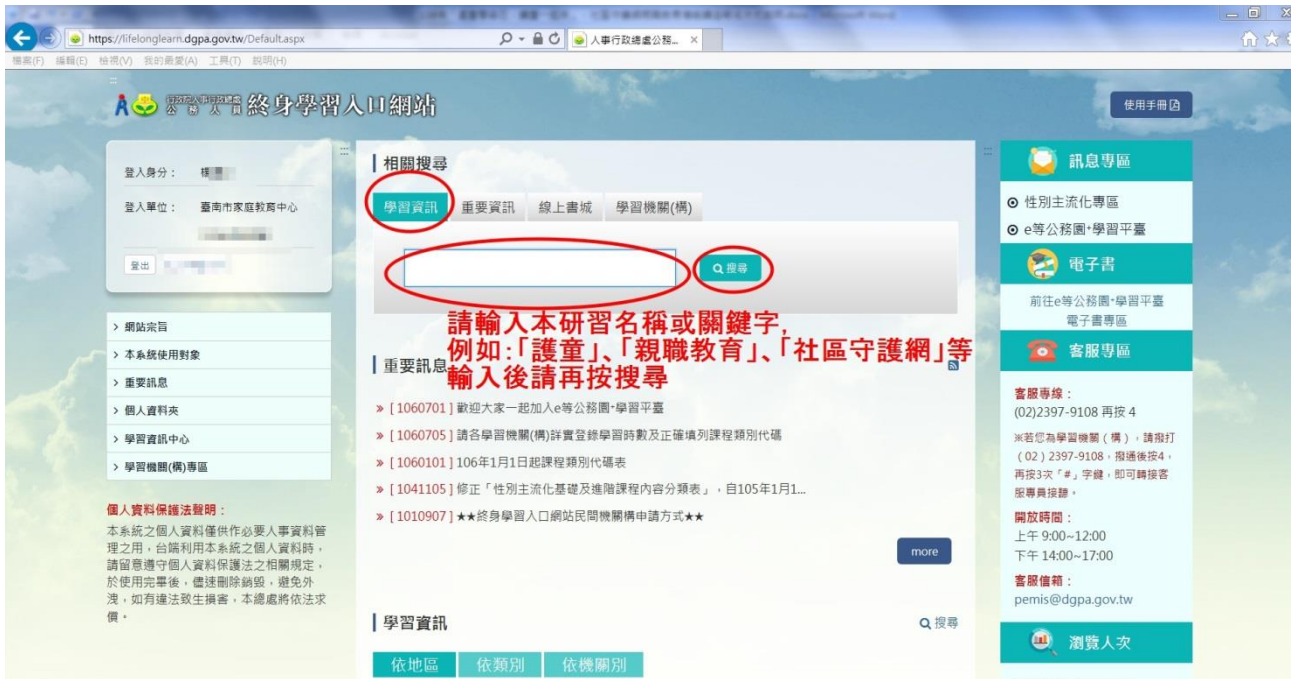 https://lifelonglearn.dgpa.gov.tw/Default.aspx
人事行政總處公務...
檔案(F) 編輯(E) 檢視(V) 我的最愛(A) 工具(T) 說明(H)
行政院人事行政總處
公務人員
終身學習入口網站
使用手冊
登入身分：
登入單位： 臺南市家庭教育中心
登出
> 網站宗旨
> 本系統使用對象
> 重要訊息
> 個人資料夾
> 學習資訊中心
> 學習機關(構)專區
個人資料保護法聲明：
本系統之個人資料僅供作必要人事資料管
理之用，台端利用本系統之個人資料時，
請留意遵守個人資料保護法之相關規定，
於使用完畢後，儘速刪除銷毀，避免外
洩，如有違法致生損害，本總處將依法求
償。
相關搜尋
學習資訊 重要資訊 線上書城 學習機關(構)
搜尋
請輸入本研習名稱或關鍵字,
例如:「護童」、「親職教育」、「社區守護網」等
輸入後請再按搜尋
重要訊息
» [ 1060701 ] 歡迎大家一起加入e等公務園+學習平臺
» [ 1060705 ] 請各學習機關(構)詳實登錄學習時數及正確填列課程類別代碼
» [ 1060101 ] 106年1月1日起課程類別代碼表
» [ 1041105 ] 修正「性別主流化基礎及進階課程內容分類表」，自105年1月1...
» [ 1010907 ] ★★終身學習入口網站民間機關構申請方式★★
more
學習資訊
搜尋
依地區 依類別 依機關別
訊息專區
性別主流化專區
e等公務園+學習平臺
電子書
前往e等公務園+學習平臺
電子書專區
客服專區
客服專線：
(02)2397-9108 再按 4
※若您為學習機關（構），請撥打
（02）2397-9108，撥通後按4，
再按3次「#」字鍵，即可轉接客
服專員接聽。
開放時間：
上午 9:00~12:00
下午 14:00~17:00
客服信箱：
pemis@dgpa.gov.tw
瀏覽人次